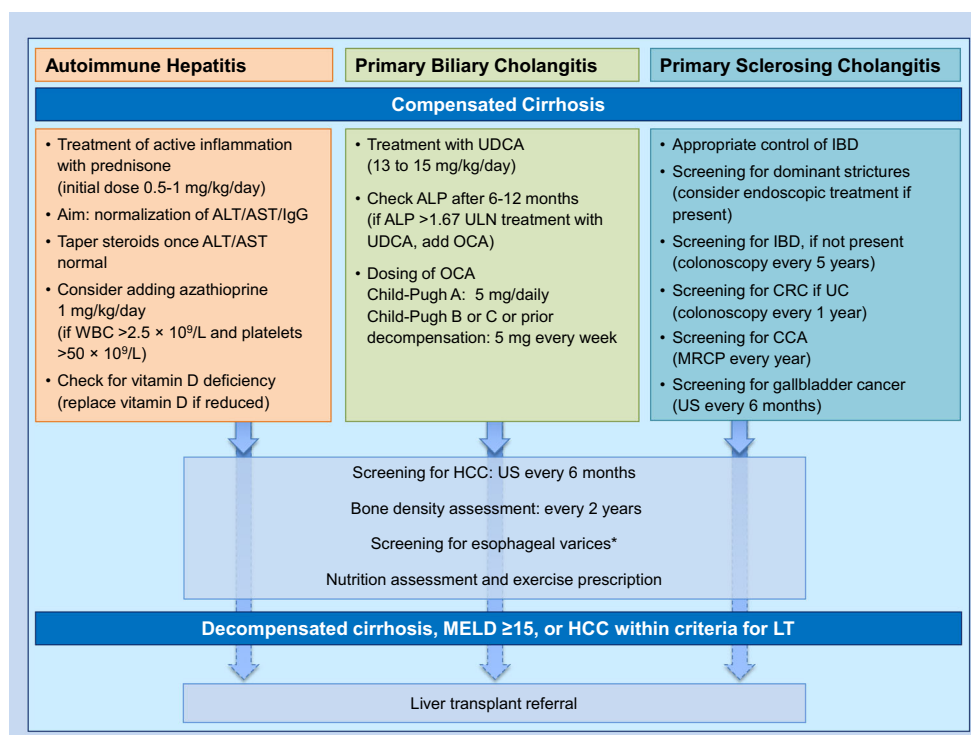 Autoimmune Hepatitis
Primary Biliary Cholangitis
Primary Sclerosing Cholangitis
Compensated Cirrhosis
• Treatment of active inflammation
with prednisone
(initial dose 0.5-1 mg/kg/day)
• Aim: normalization of ALT/AST/IgG
• Taper steroids once ALT/AST
normal
• Consider adding azathioprine
1 mg/kg/day
(if WBC >2.5 × 10⁹/L and platelets
>50 × 10⁹/L)
• Check for vitamin D deficiency
(replace vitamin D if reduced)
• Treatment with UDCA
(13 to 15 mg/kg/day)
• Check ALP after 6-12 months
(if ALP >1.67 ULN treatment with
UDCA, add OCA)
• Dosing of OCA
Child-Pugh A: 5 mg/daily
Child-Pugh B or C or prior
decompensation: 5 mg every week
• Appropriate control of IBD
• Screening for dominant strictures
(consider endoscopic treatment if
present)
• Screening for IBD, if not present
(colonoscopy every 5 years)
• Screening for CRC if UC
(colonoscopy every 1 year)
• Screening for CCA
(MRCP every year)
• Screening for gallbladder cancer
(US every 6 months)
Screening for HCC: US every 6 months
Bone density assessment: every 2 years
Screening for esophageal varices*
Nutrition assessment and exercise prescription
Decompensated cirrhosis, MELD ≥15, or HCC within criteria for LT
Liver transplant referral